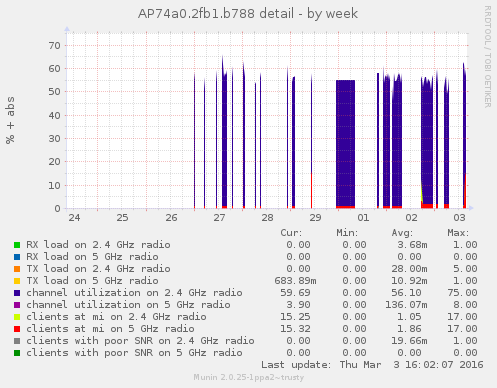 AP74a0.2fb1.b788 detail - by week
RRDTOOL / TOBI OETIKER
% + abs
70
60
50
40
30
20
10
0
24 25 26 27 28 29 01 02 03
Cur: Min: Avg: Max:
RX load on 2.4 GHz radio 0.00 0.00 3.68m 1.00
RX load on 5 GHz radio 0.00 0.00 0.00 0.00
TX load on 2.4 GHz radio 0.00 0.00 28.00m 5.00
TX load on 5 GHz radio 683.89m 0.00 10.92m 1.00
channel utilization on 2.4 GHz radio 59.69 0.00 56.10 75.00
channel utilization on 5 GHz radio 3.90 0.00 136.07m 8.00
clients at mi on 2.4 GHz radio 15.25 0.00 1.05 17.00
clients at mi on 5 GHz radio 15.32 0.00 1.86 17.00
clients with poor SNR on 2.4 GHz radio 0.00 0.00 19.66m 1.00
clients with poor SNR on 5 GHz radio 0.00 0.00 0.00 0.00
Last update: Thu Mar 3 16:02:07 2016
Munin 2.0.25-1ppa2~trusty